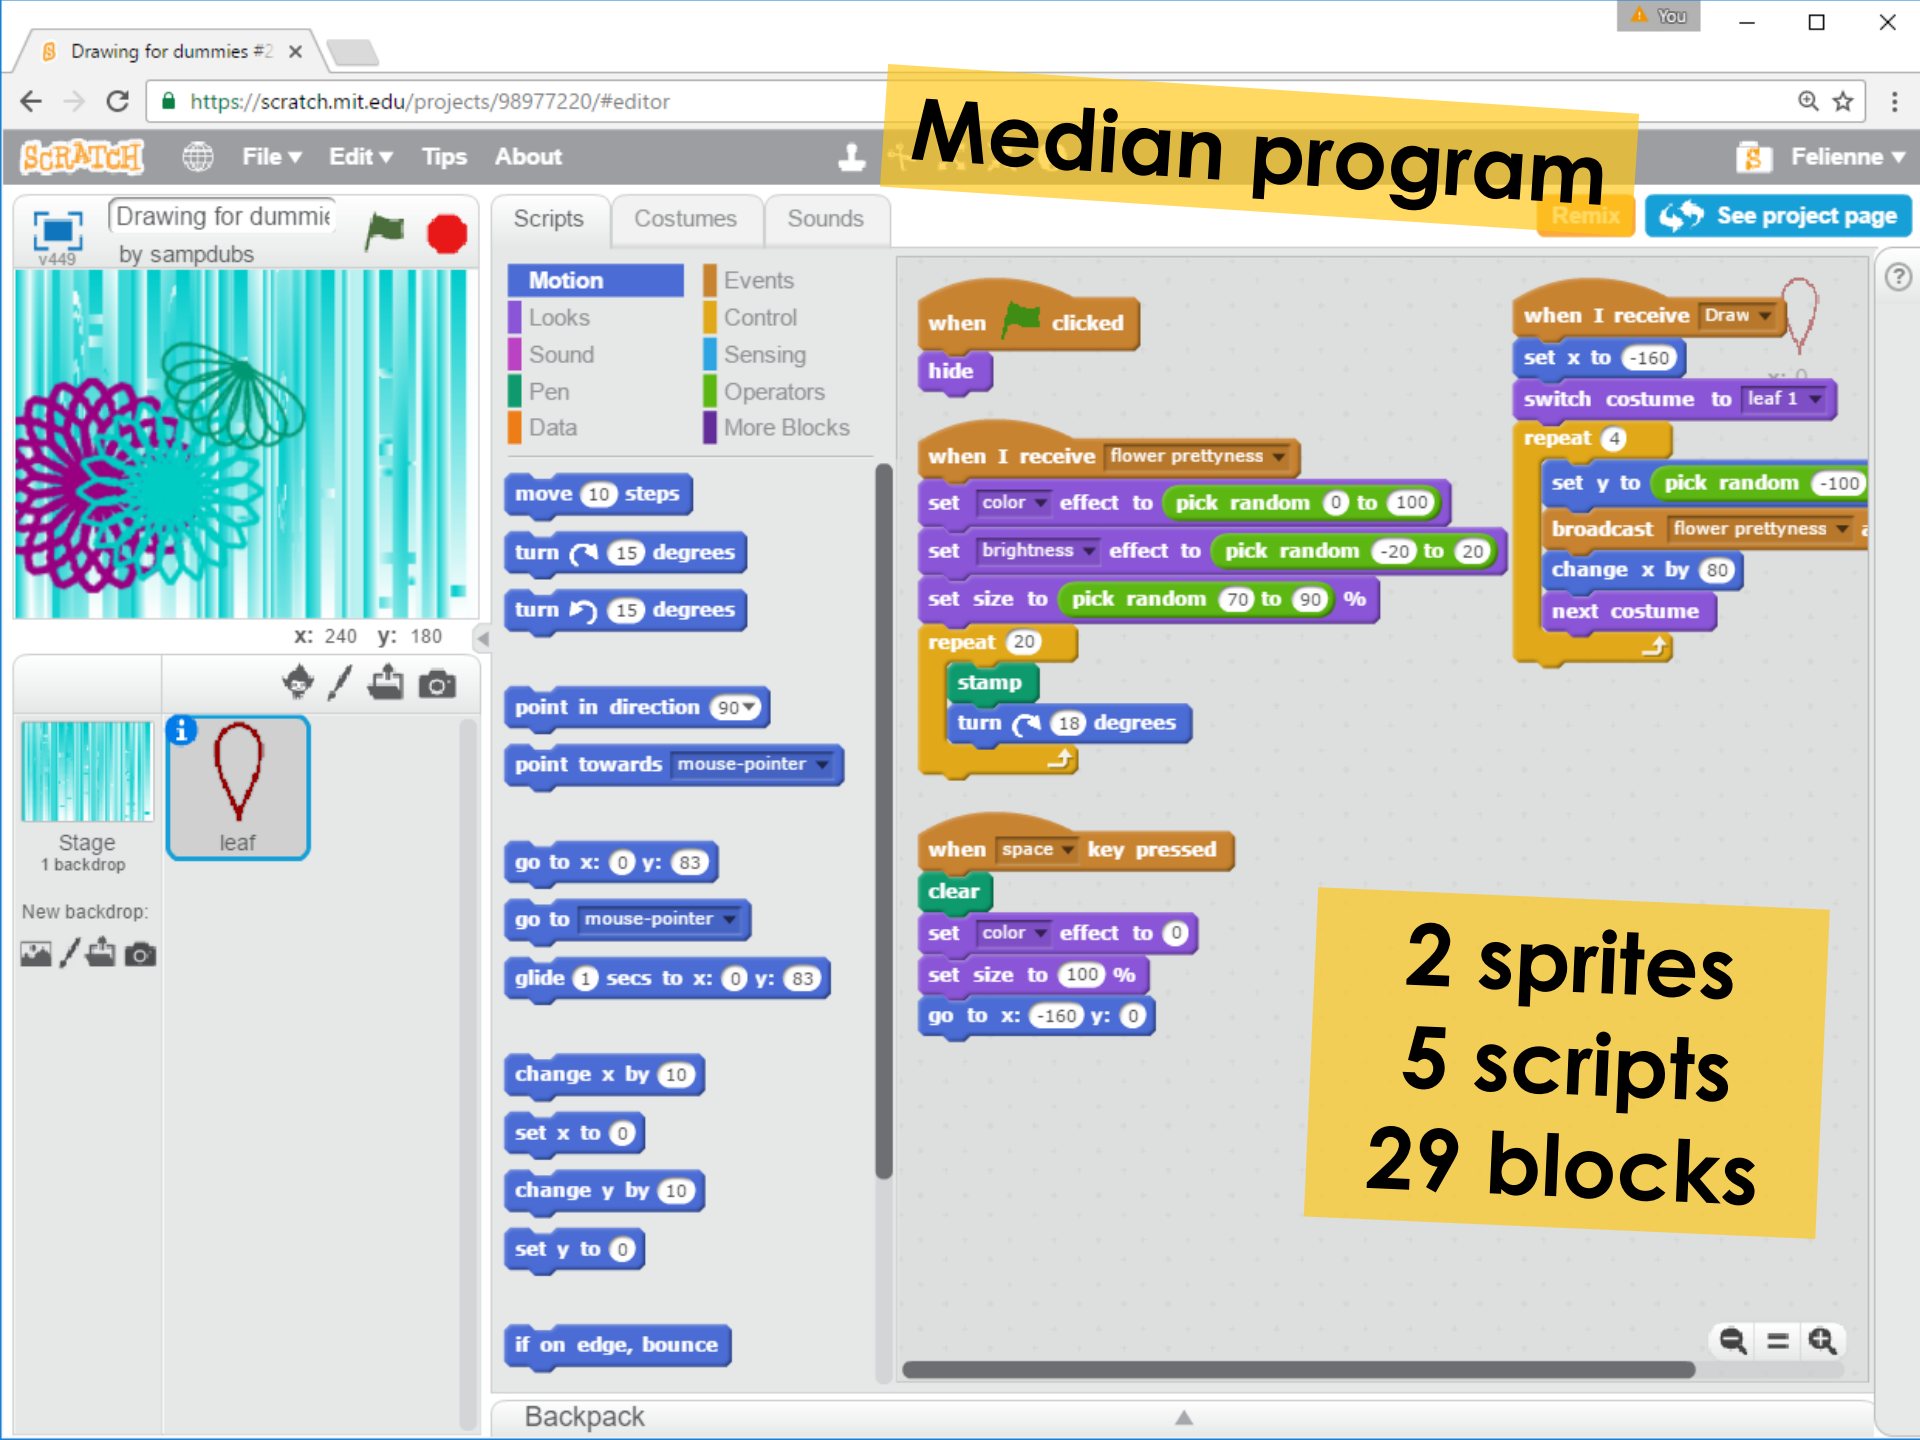 You
Drawing for dummies #2
https://scratch.mit.edu/projects/98977220/#editor
Median program
SCRATCH
File
Edit
Tips
About
Felienne
Remix
See project page
v449
Drawing for dummie
by sampdubs
Scripts
Costumes
Sounds
Motion
Events
Looks
Control
Sound
Sensing
Pen
Operators
Data
More Blocks
x: 240 y: 180
Stage
1 backdrop
leaf
New backdrop:
move 10 steps
turn 15 degrees
turn 15 degrees
point in direction 90
point towards mouse-pointer
go to x: 0 y: 83
go to mouse-pointer
glide 1 secs to x: 0 y: 83
change x by 10
set x to 0
change y by 10
set y to 0
if on edge, bounce
when clicked
hide
when I receive flower prettyness
set color effect to pick random 0 to 100
set brightness effect to pick random -20 to 20
set size to pick random 70 to 90 %
repeat 20
stamp
turn 18 degrees
when space key pressed
clear
set color effect to 0
set size to 100 %
go to x: -160 y: 0
when I receive Draw
set x to -160
x: 0
switch costume to leaf 1
repeat 4
set y to pick random -100
broadcast flower prettyness
change x by 80
next costume
2 sprites
5 scripts
29 blocks
Backpack